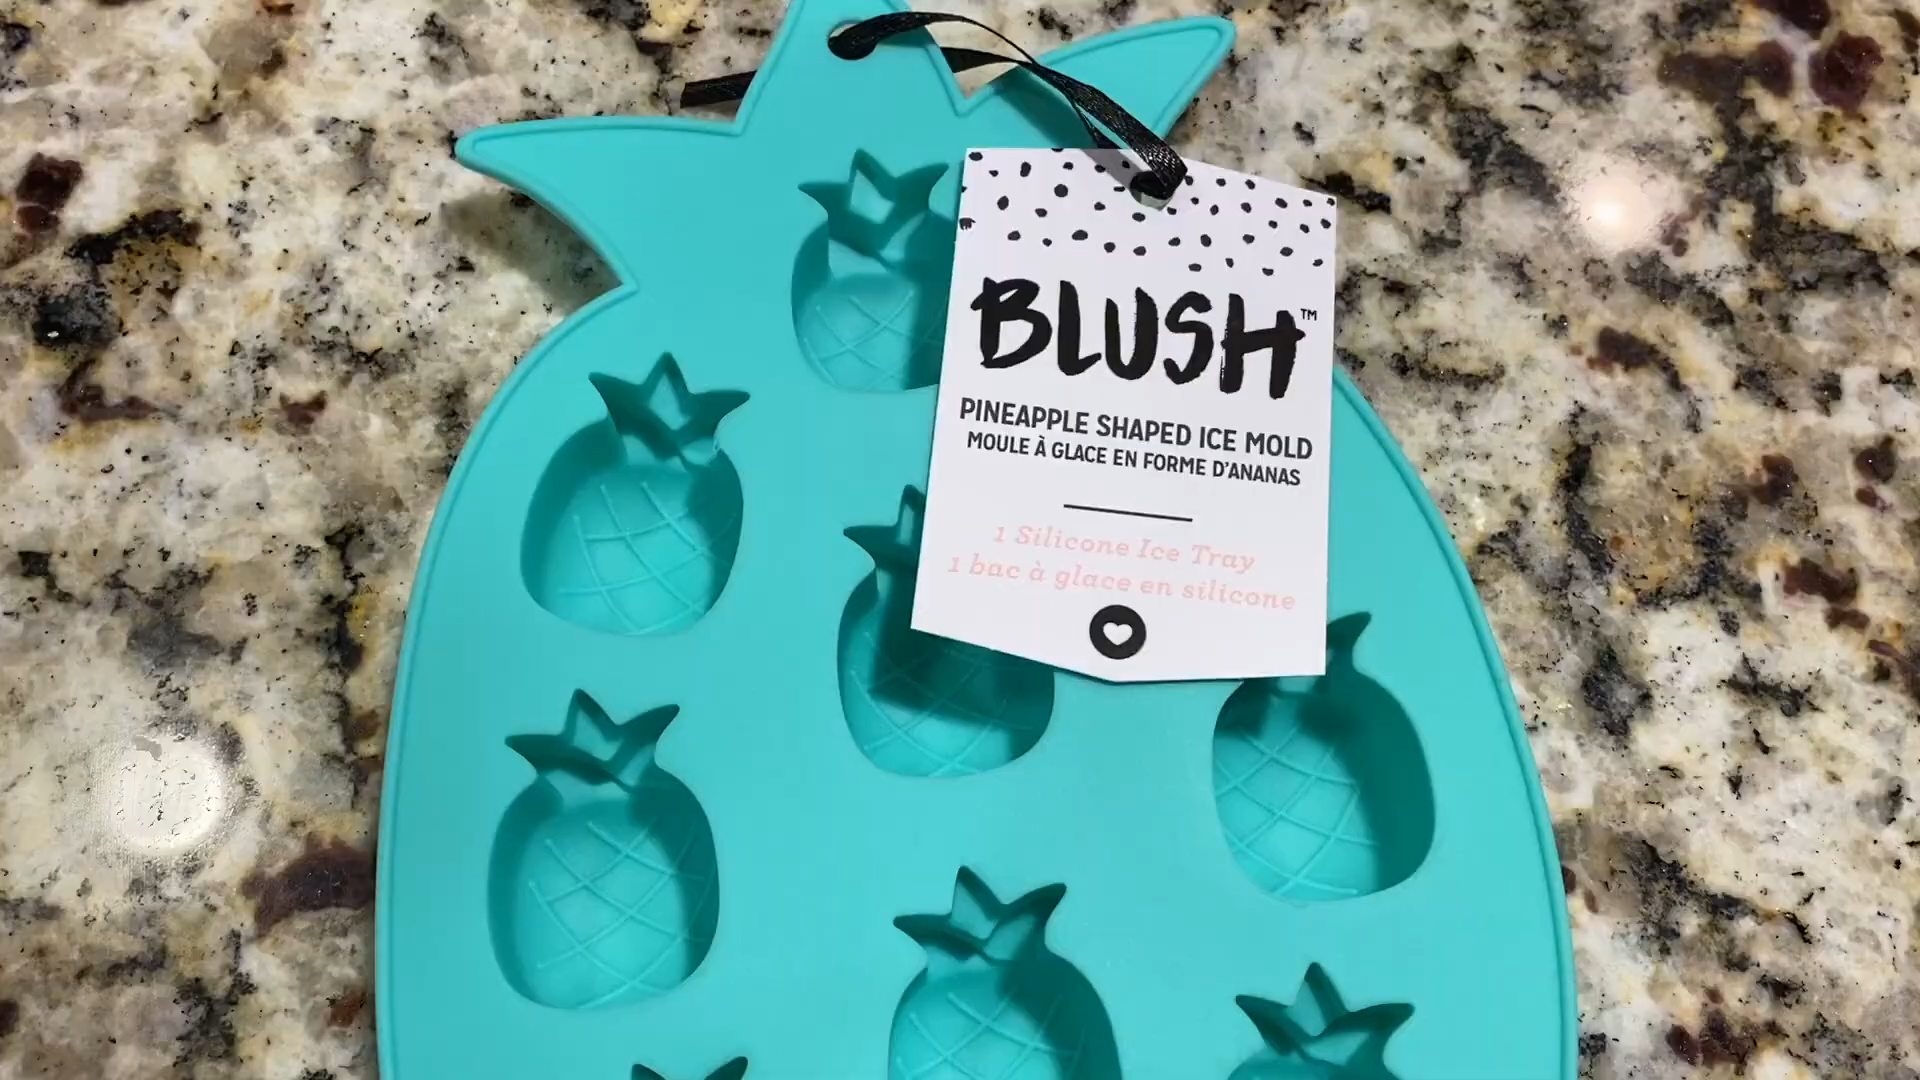 BLUSH™
PINEAPPLE SHAPED ICE MOLD
MOULE À GLACE EN FORME D'ANANAS
1 Silicone Ice Tray
1 bac à glace en silicone